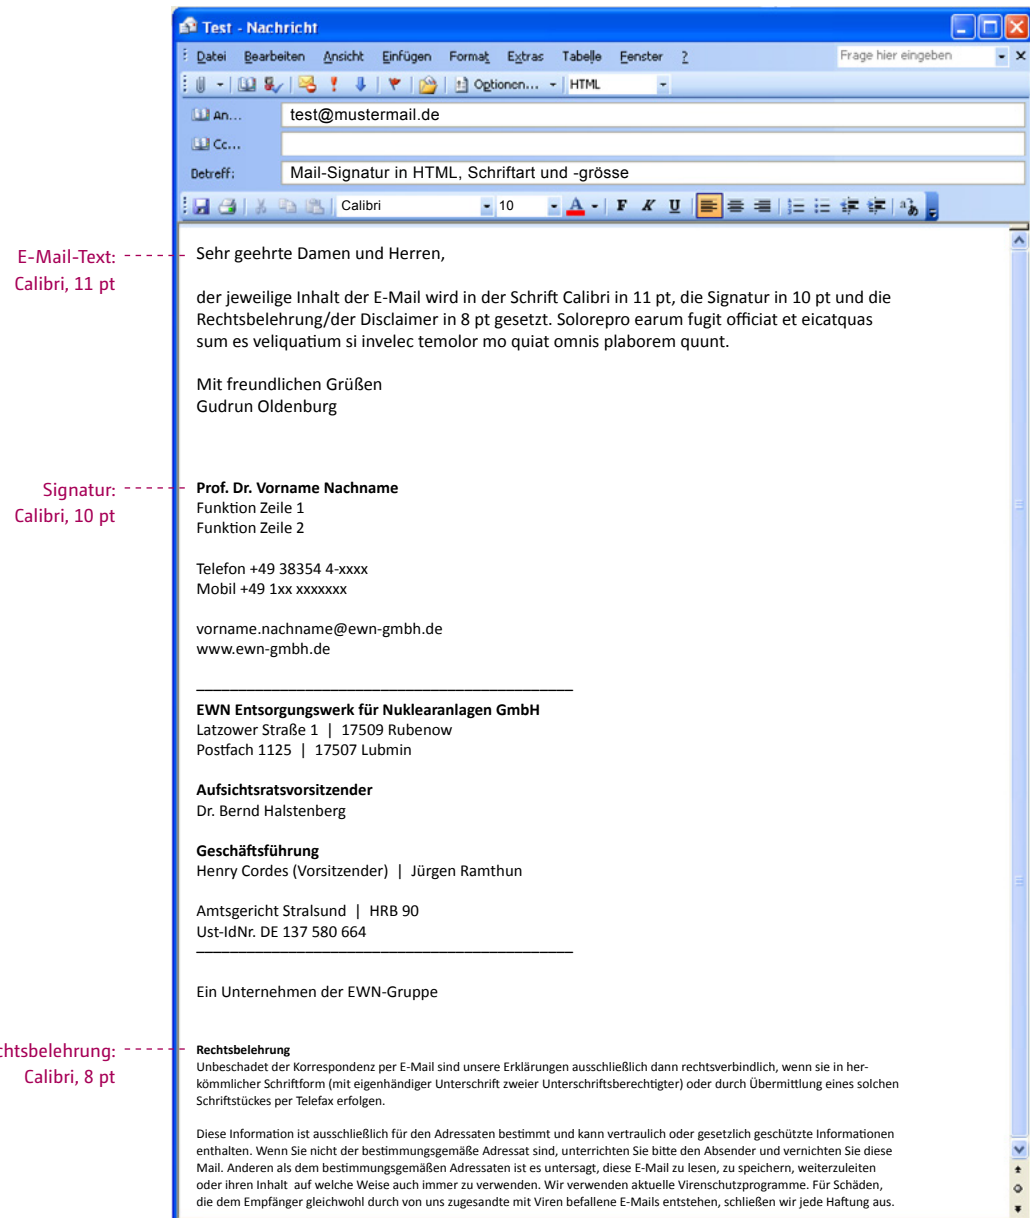 Test - Nachricht
Datei Bearbeiten Ansicht Einfügen Format Extras Tabelle Fenster ? Frage hier eingeben
Optionen... HTML
An... test@mustermail.de
Cc...
Betreff: Mail-Signatur in HTML, Schriftart und -grösse
Calibri 10 A F K U
E-Mail-Text:
Calibri, 11 pt
Sehr geehrte Damen und Herren,
der jeweilige Inhalt der E-Mail wird in der Schrift Calibri in 11 pt, die Signatur in 10 pt und die
Rechtsbelehrung/der Disclaimer in 8 pt gesetzt. Solorepro earum fugit officiat et eicatquas
sum es veliquatium si invelec temolor mo quiat omnis plaborem quunt.
Mit freundlichen Grüßen
Gudrun Oldenburg
Signatur:
Calibri, 10 pt
Prof. Dr. Vorname Nachname
Funktion Zeile 1
Funktion Zeile 2
Telefon +49 38354 4-xxxx
Mobil +49 1xx xxxxxxx
vorname.nachname@ewn-gmbh.de
www.ewn-gmbh.de
EWN Entsorgungswerk für Nuklearanlagen GmbH
Latzower Straße 1 | 17509 Rubenow
Postfach 1125 | 17507 Lubmin
Aufsichtsratsvorsitzender
Dr. Bernd Halstenberg
Geschäftsführung
Henry Cordes (Vorsitzender) | Jürgen Ramthun
Amtsgericht Stralsund | HRB 90
Ust-IdNr. DE 137 580 664
Ein Unternehmen der EWN-Gruppe
chtsbelehrung:
Calibri, 8 pt
Rechtsbelehrung
Unbeschadet der Korrespondenz per E-Mail sind unsere Erklärungen ausschließlich dann rechtsverbindlich, wenn sie in her-
kömmlicher Schriftform (mit eigenhändiger Unterschrift zweier Unterschriftsberechtigter) oder durch Übermittlung eines solchen
Schriftstückes per Telefax erfolgen.
Diese Information ist ausschließlich für den Adressaten bestimmt und kann vertraulich oder gesetzlich geschützte Informationen
enthalten. Wenn Sie nicht der bestimmungsgemäße Adressat sind, unterrichten Sie bitte den Absender und vernichten Sie diese
Mail. Anderen als dem bestimmungsgemäßen Adressaten ist es untersagt, diese E-Mail zu lesen, zu speichern, weiterzuleiten
oder ihren Inhalt auf welche Weise auch immer zu verwenden. Wir verwenden aktuelle Virenschutzprogramme. Für Schäden,
die dem Empfänger gleichwohl durch von uns zugesandte mit Viren befallene E-Mails entstehen, schließen wir jede Haftung aus.